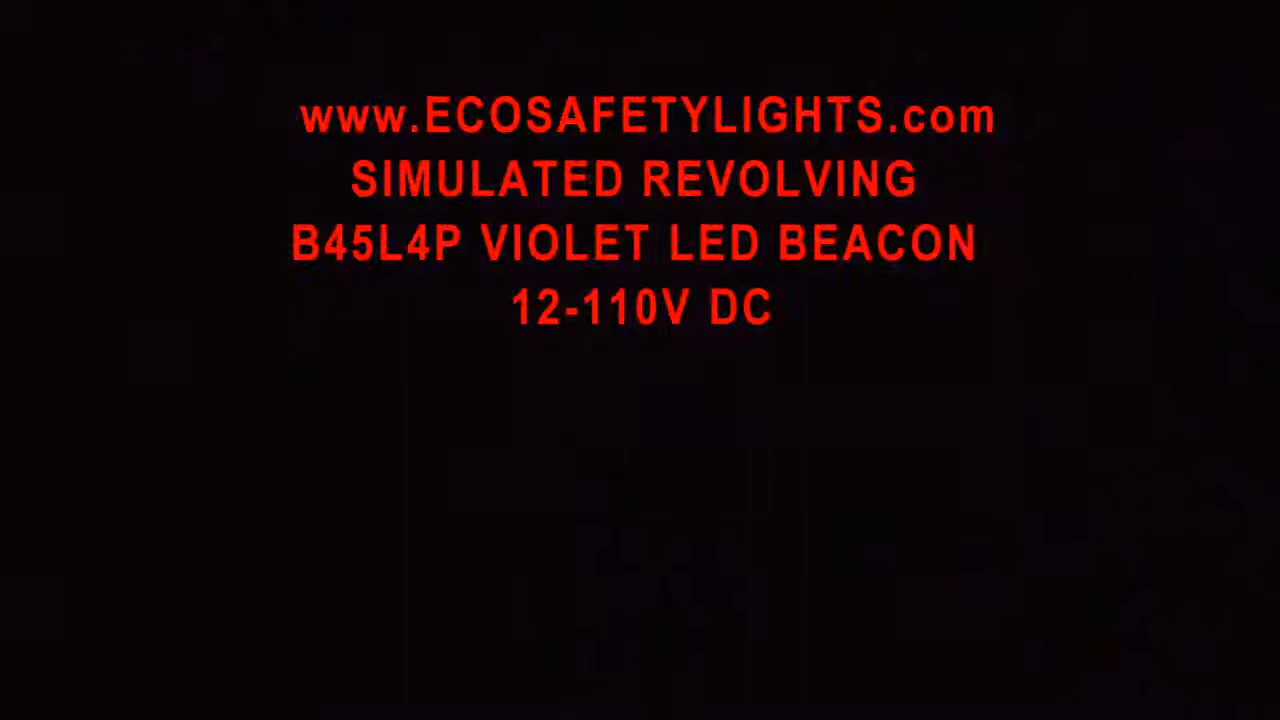 www.ECOSAFETYLIGHTS.com
SIMULATED REVOLVING
B45L4P VIOLET LED BEACON
12-110V DC